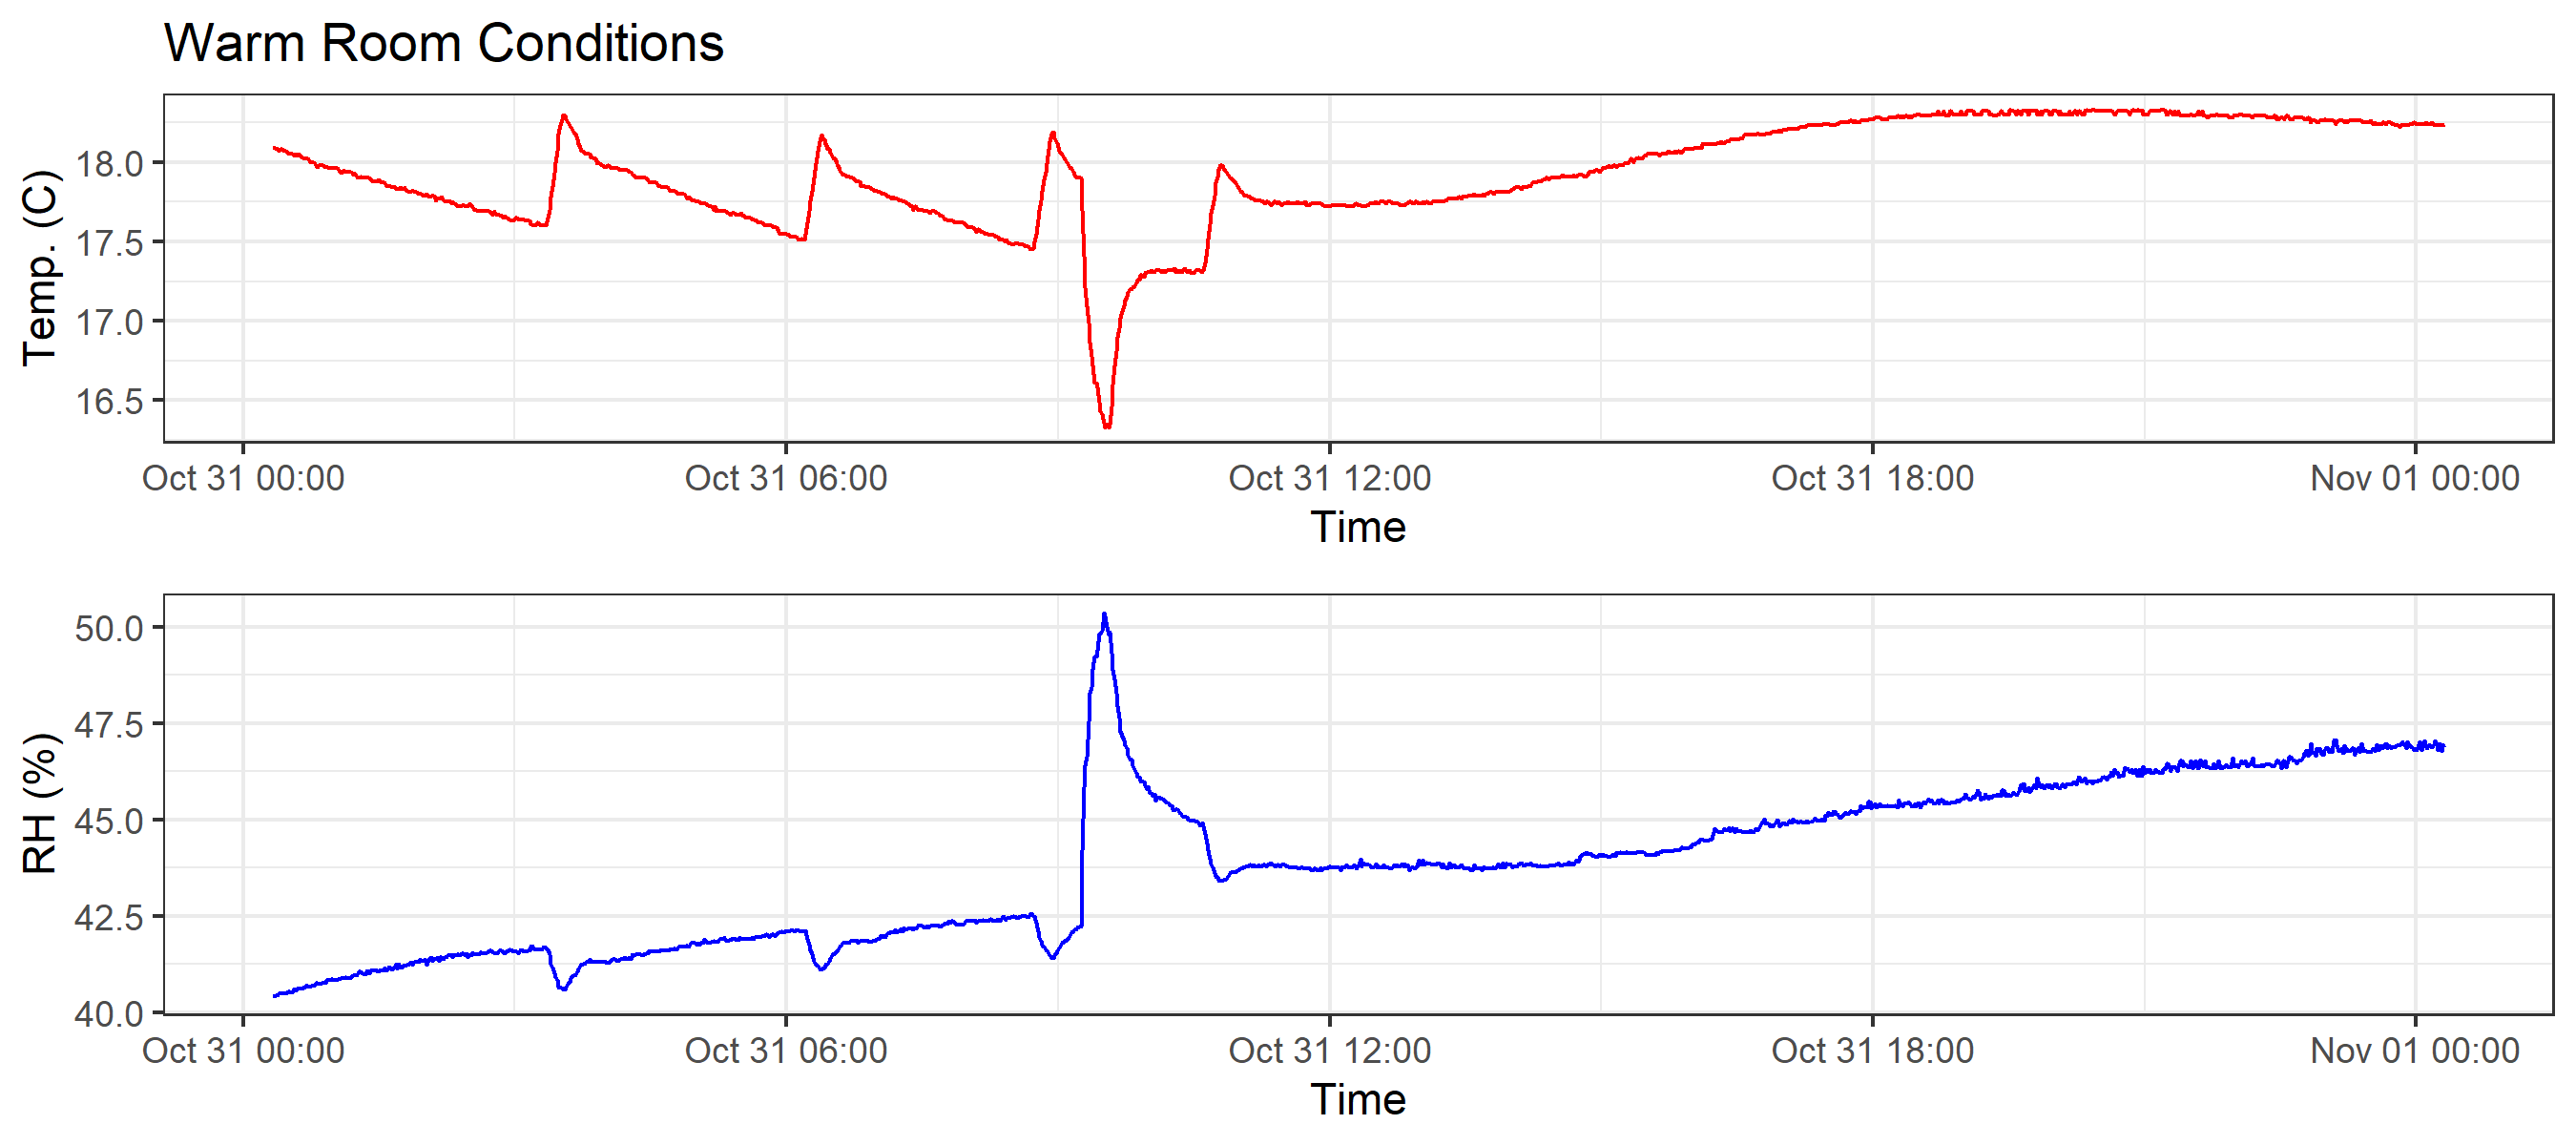 Warm Room Conditions
Temp. (C)
18.0
17.5
17.0
16.5
Oct 31 00:00 Oct 31 06:00 Oct 31 12:00 Oct 31 18:00 Nov 01 00:00
Time
RH (%)
50.0
47.5
45.0
42.5
40.0
Oct 31 00:00 Oct 31 06:00 Oct 31 12:00 Oct 31 18:00 Nov 01 00:00
Time